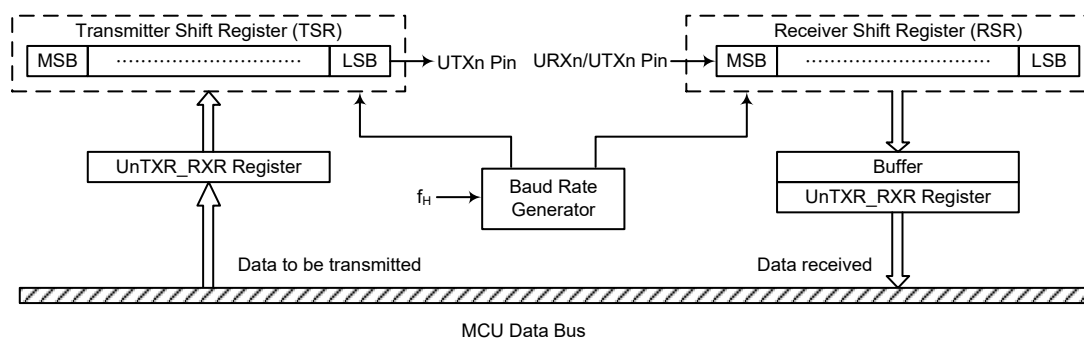 Transmitter Shift Register (TSR)
MSB ………………………… LSB
UTXn Pin
URXn/UTXn Pin
Receiver Shift Register (RSR)
MSB ………………………… LSB
UnTXR_RXR Register
fH
Baud Rate
Generator
Buffer
UnTXR_RXR Register
Data to be transmitted
Data received
MCU Data Bus